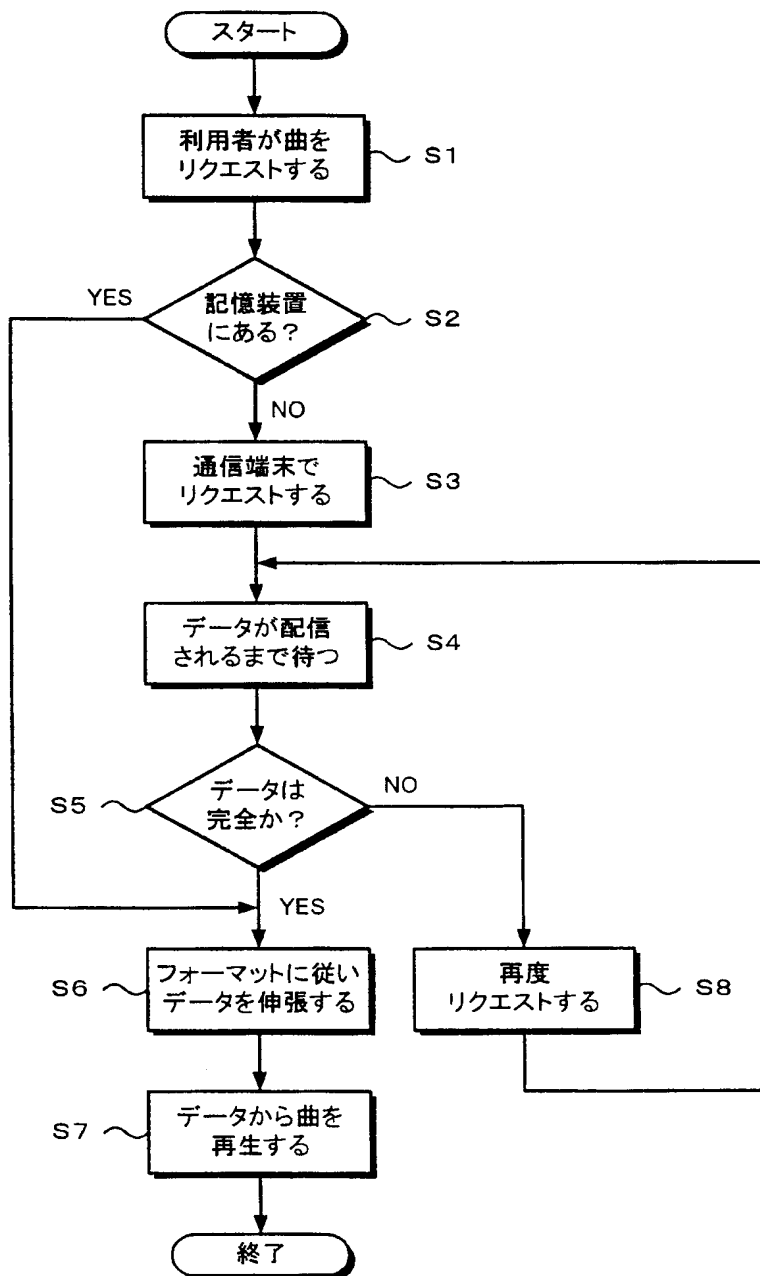 スタート
利用者が曲を
リクエストする
S1
YES
記憶装置
にある?
S2
NO
通信端末で
リクエストする
S3
データが配信
されるまで待つ
S4
S5
データは
完全か?
NO
YES
S6
フォーマットに従い
データを伸張する
再度
リクエストする
S8
S7
データから曲を
再生する
終了